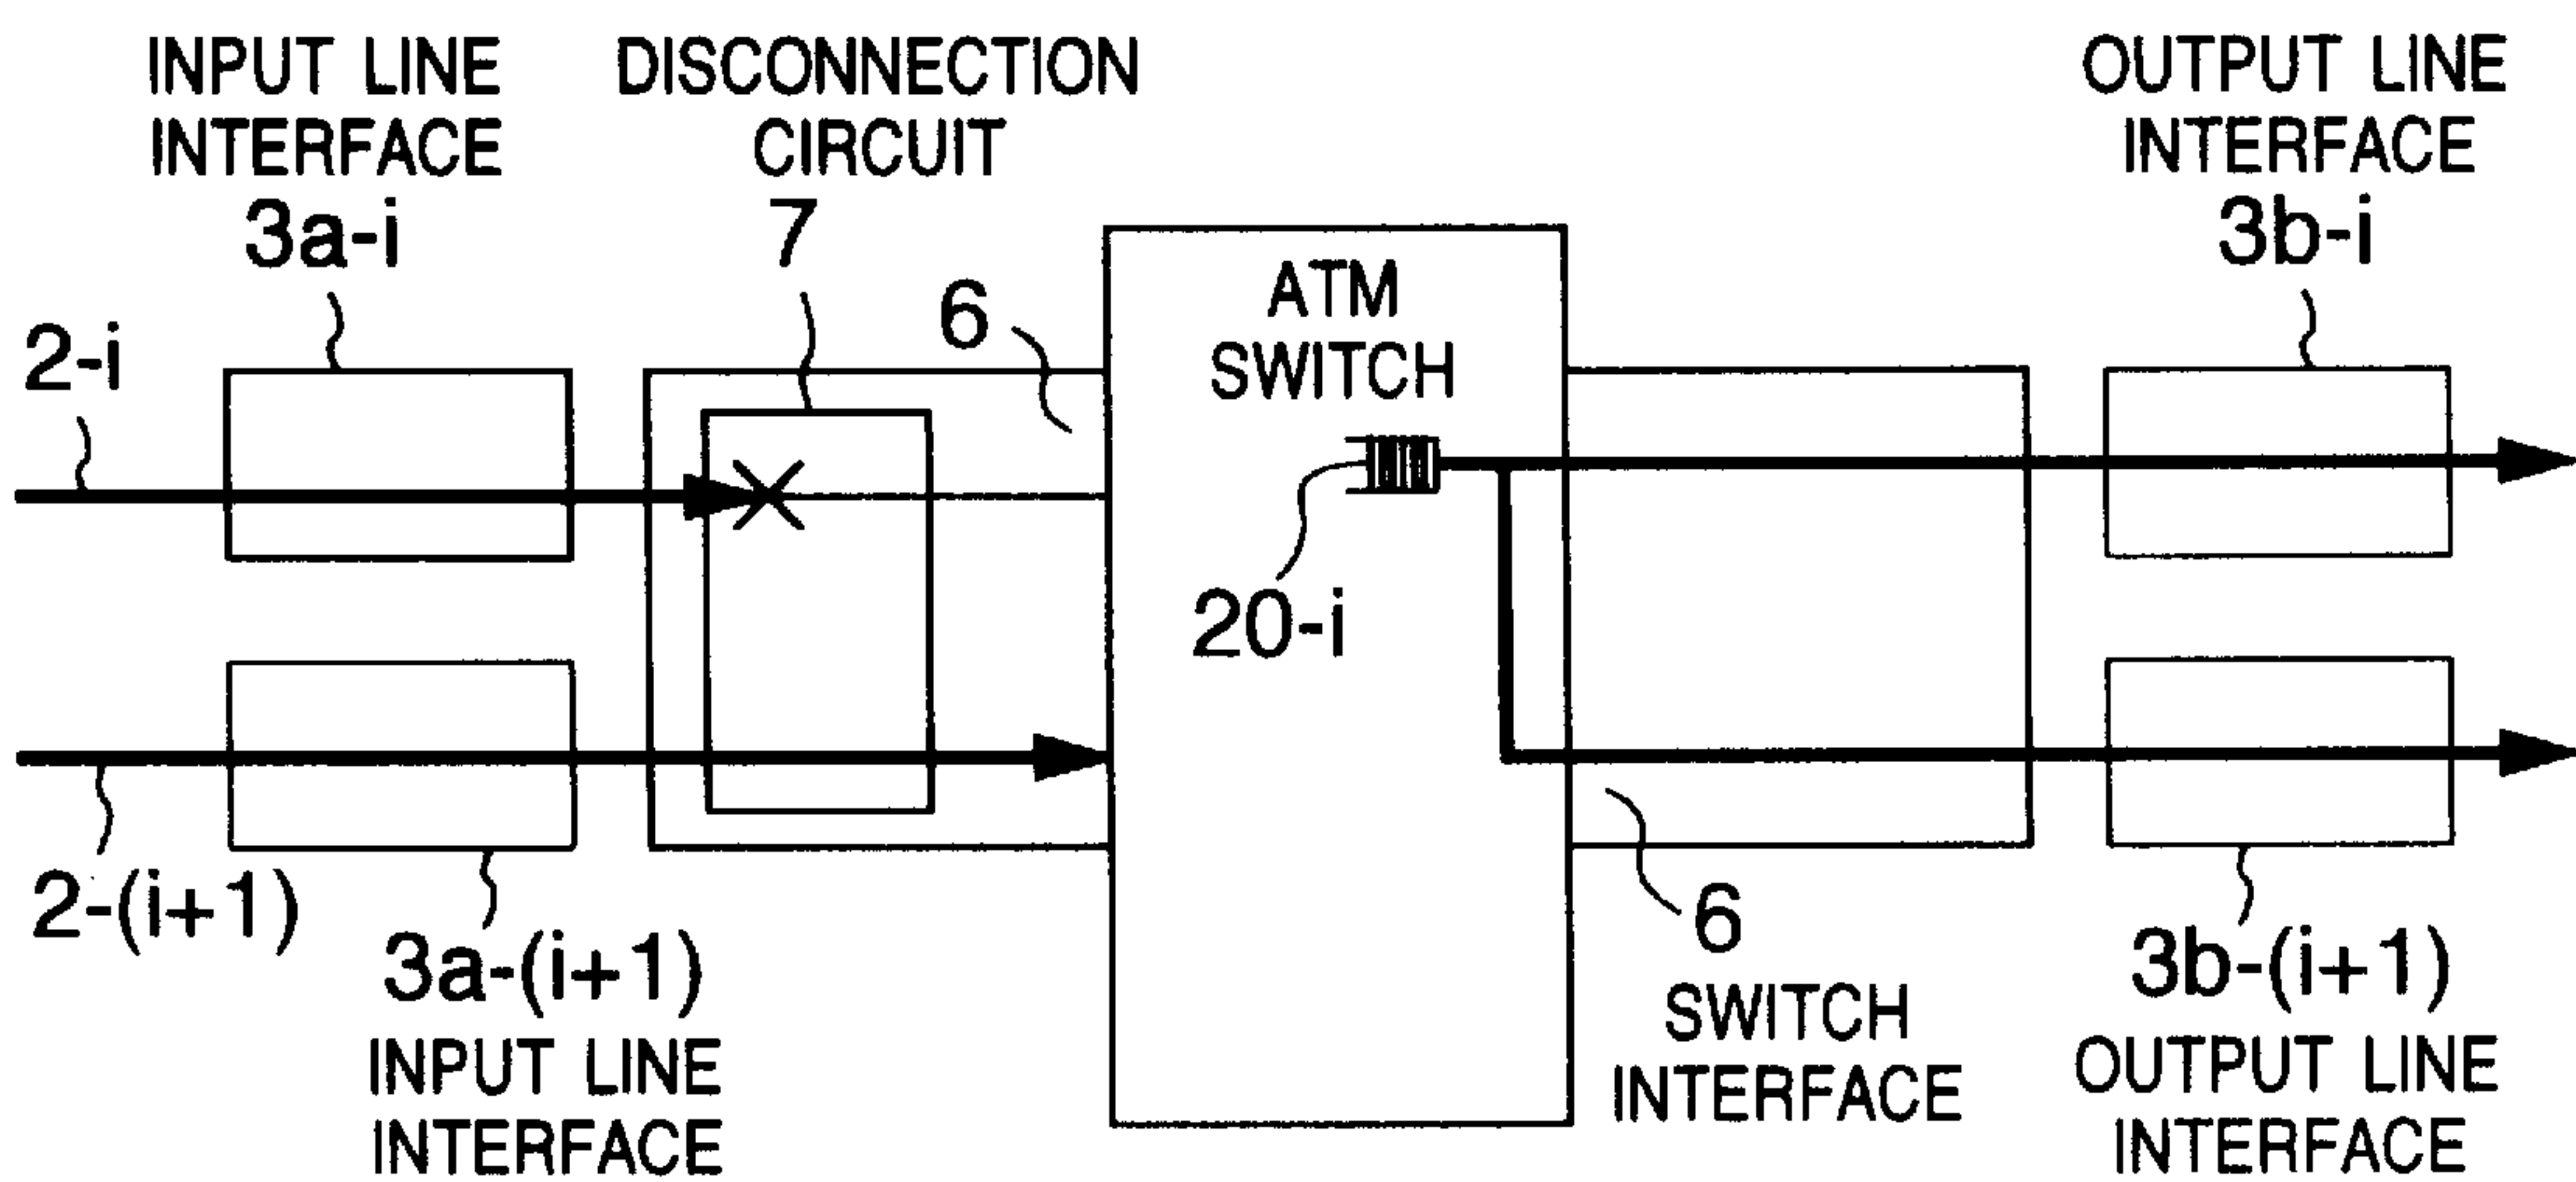 INPUT LINE
INTERFACE
3a-i
DISCONNECTION
CIRCUIT
7
OUTPUT LINE
INTERFACE
3b-i
2-i
6
ATM
SWITCH
20-i
2-(i+1)
3a-(i+1)
INPUT LINE
INTERFACE
6
SWITCH
INTERFACE
3b-(i+1)
OUTPUT LINE
INTERFACE